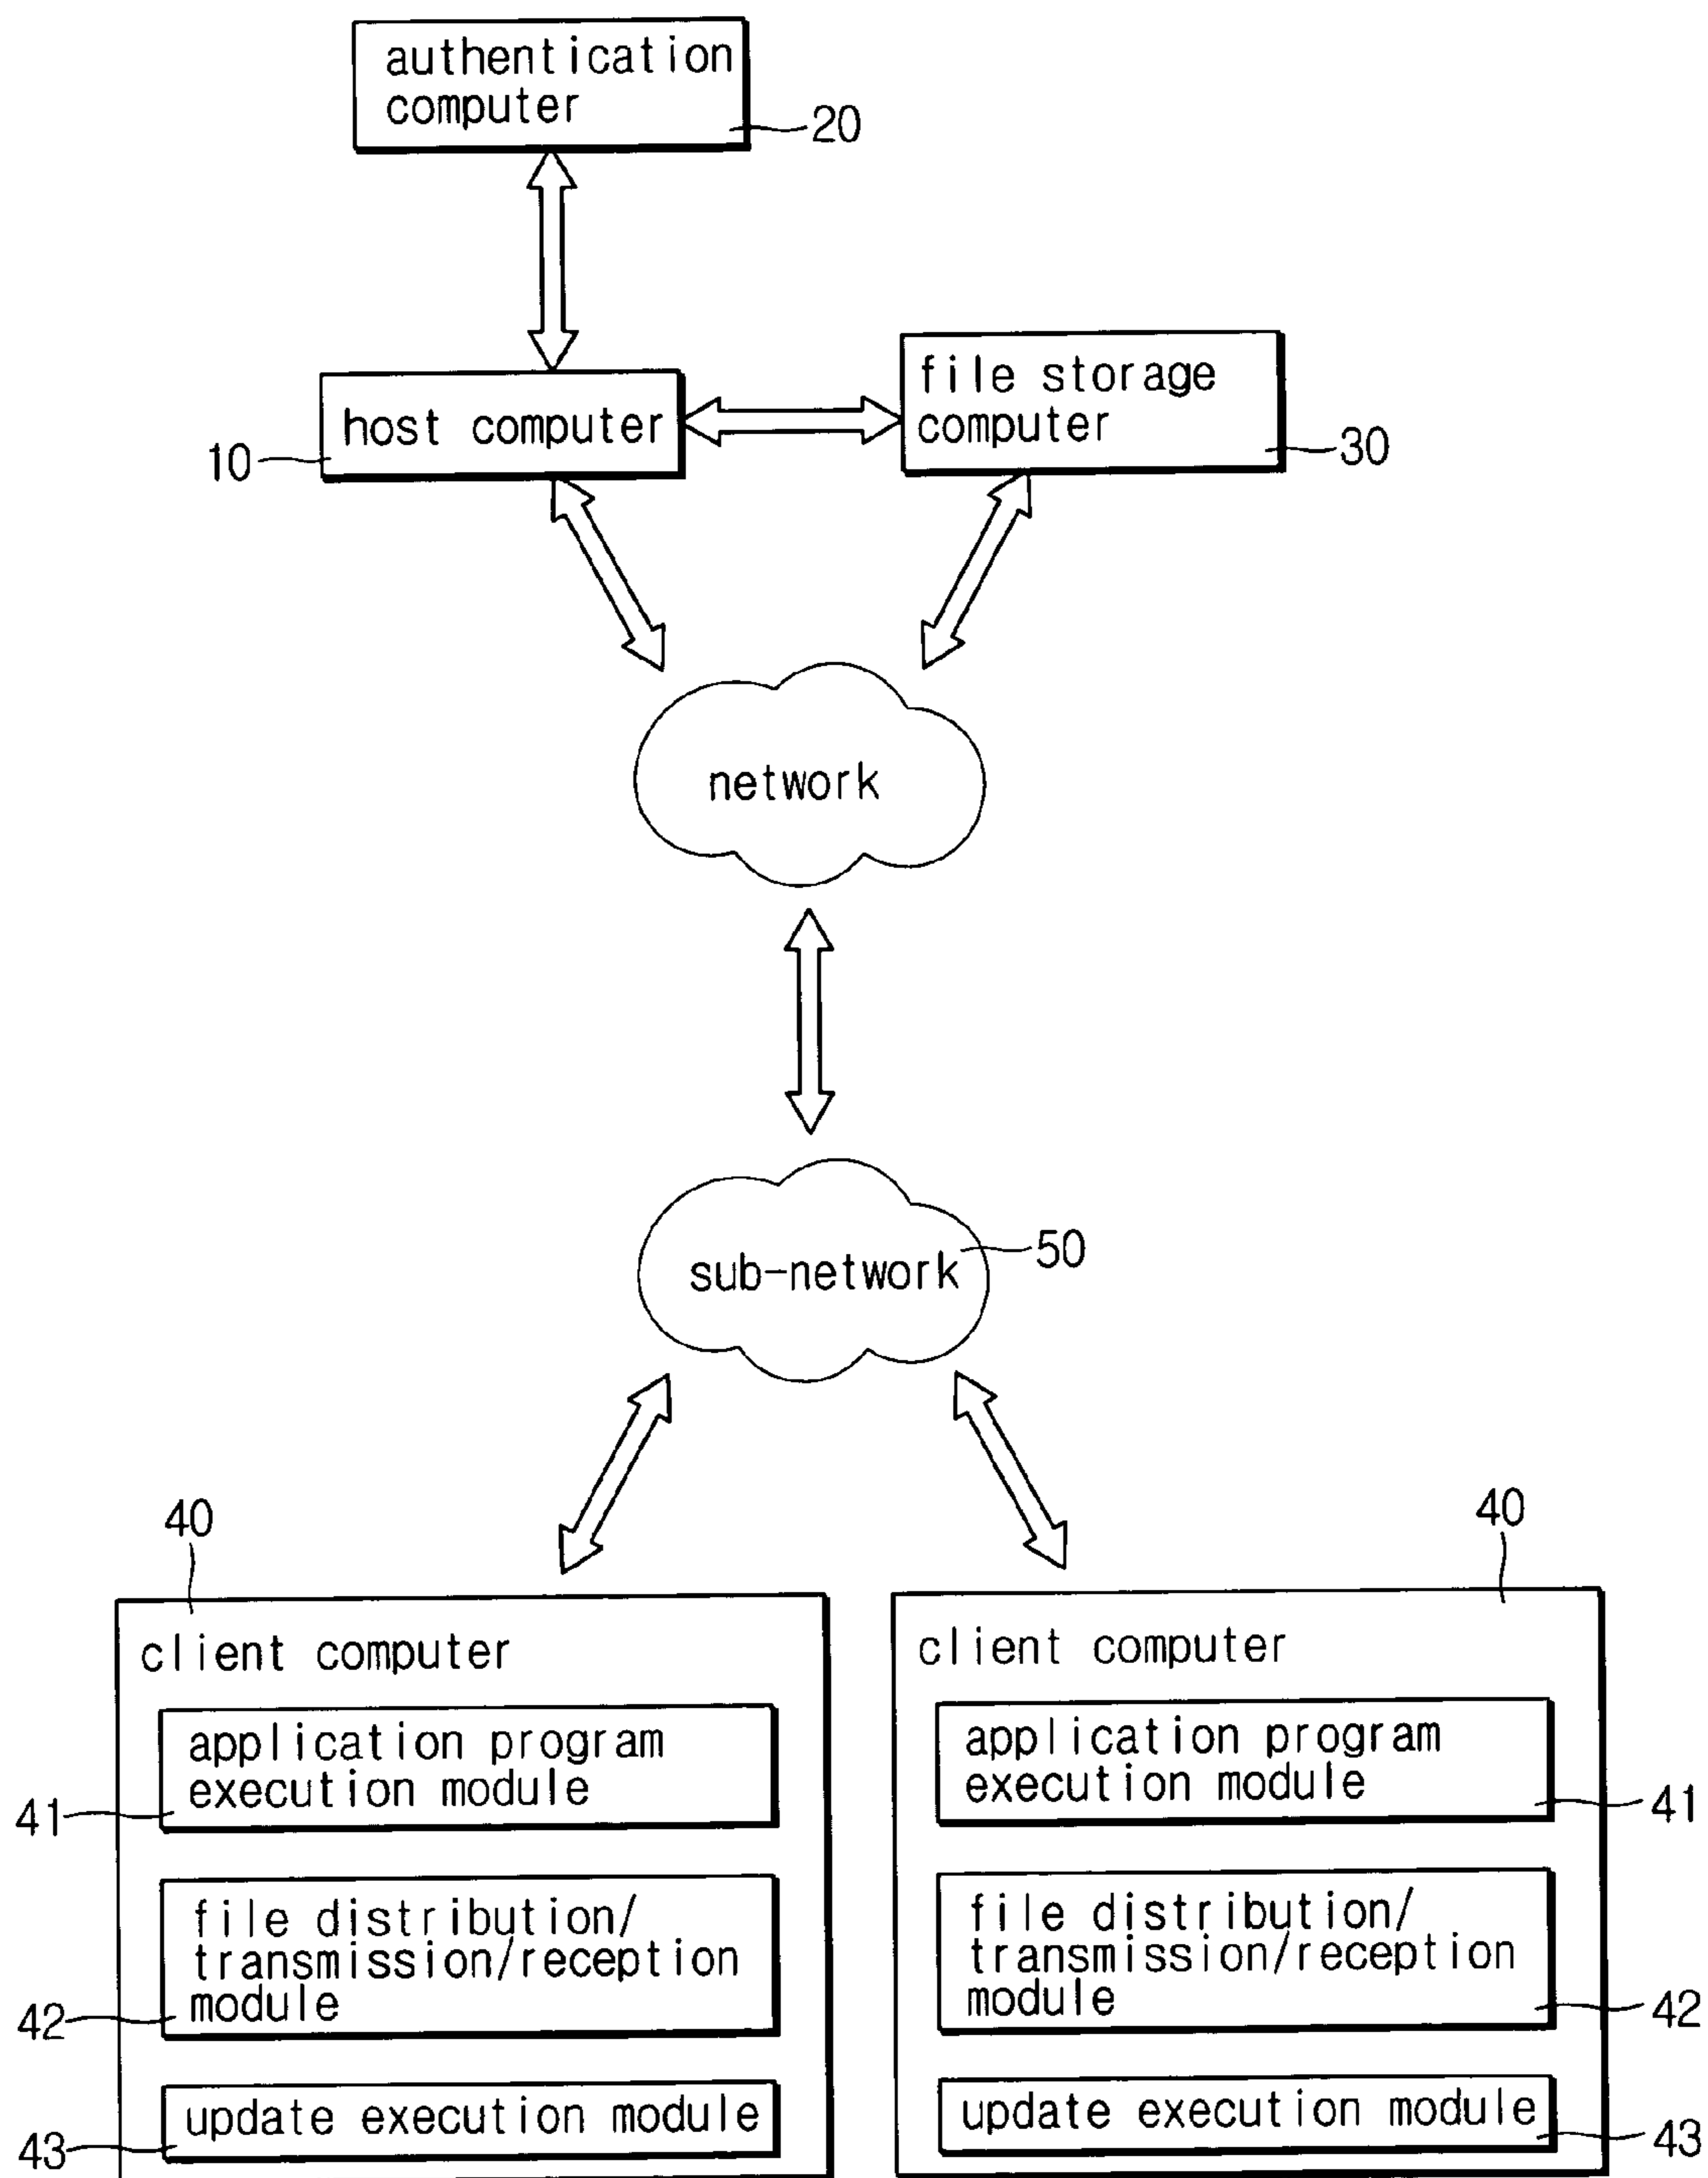 authentication
computer
20
host computer
10
file storage
computer
30
network
sub-network
50
40
client computer
application program
execution module
41
file distribution/
transmission/reception
module
42
update execution module
43
40
client computer
application program
execution module
41
file distribution/
transmission/reception
module
42
update execution module
43